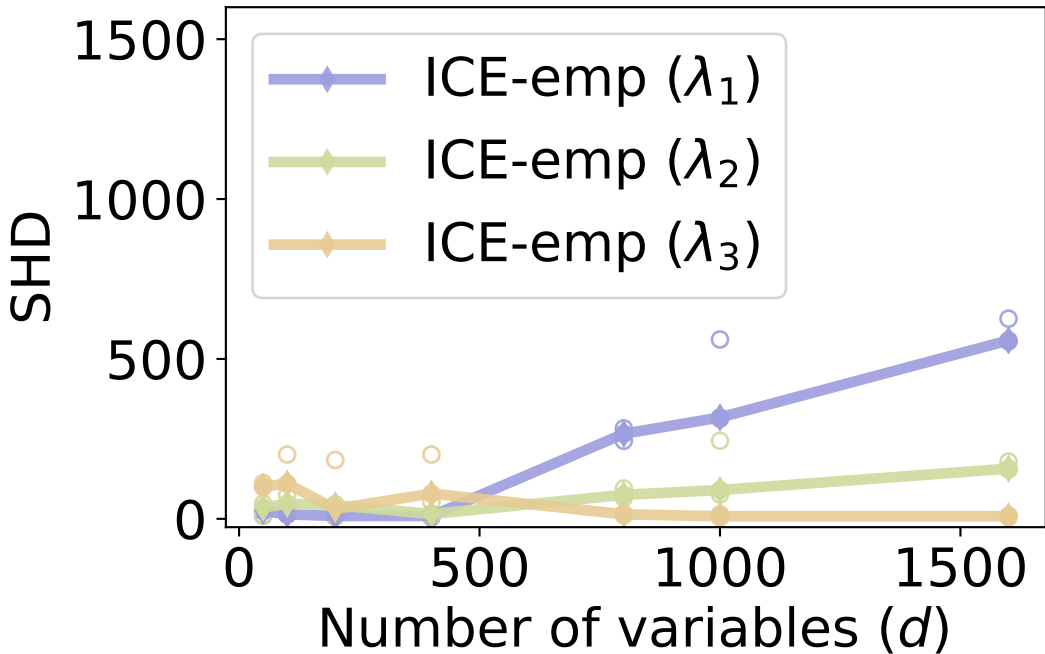 1500
1000
500
0
SHD
ICE-emp (λ₁)
ICE-emp (λ₂)
ICE-emp (λ₃)
0 500 1000 1500
Number of variables (d)